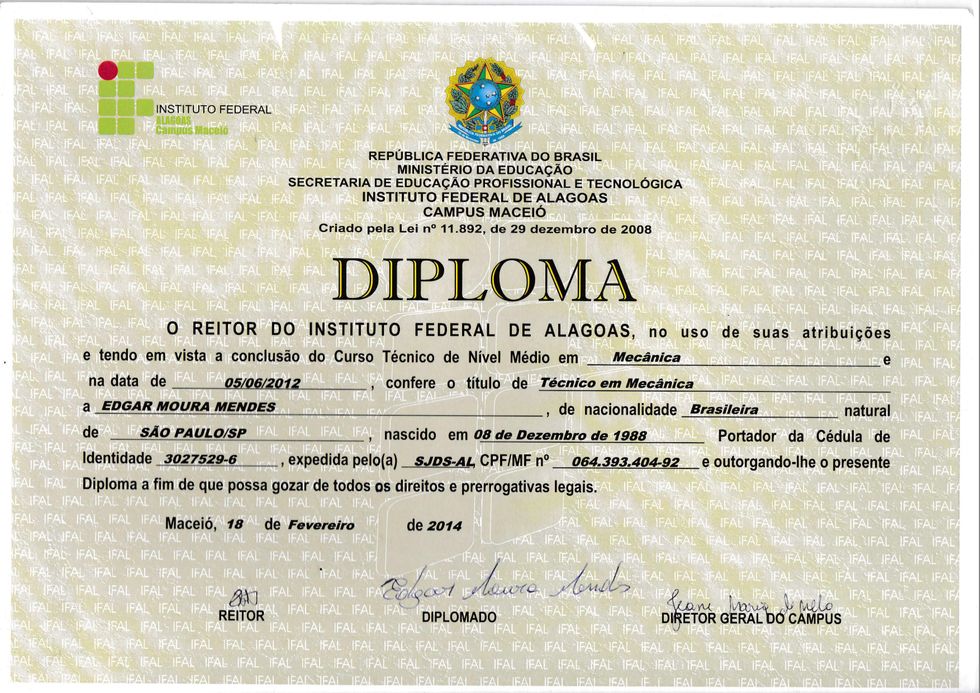 INSTITUTO FEDERAL
ALAGOAS
Campus Maceió
REPÚBLICA FEDERATIVA DO BRASIL
MINISTÉRIO DA EDUCAÇÃO
SECRETARIA DE EDUCAÇÃO PROFISSIONAL E TECNOLÓGICA
INSTITUTO FEDERAL DE ALAGOAS
CAMPUS MACEIÓ
Criado pela Lei nº 11.892, de 29 dezembro de 2008
DIPLOMA
O REITOR DO INSTITUTO FEDERAL DE ALAGOAS, no uso de suas atribuições
e tendo em vista a conclusão do Curso Técnico de Nível Médio em Mecânica e
na data de 05/06/2012, confere o título de Técnico em Mecânica
a EDGAR MOURA MENDES, de nacionalidade Brasileira natural
de SÃO PAULO/SP, nascido em 08 de Dezembro de 1988 Portador da Cédula de
Identidade 3027529-6, expedida pelo(a) SJDS-AL, CPF/MF nº 064.393.404-92 e outorgando-lhe o presente
Diploma a fim de que possa gozar de todos os direitos e prerrogativas legais.
Maceió, 18 de Fevereiro de 2014
Edgar Moura Mendes
REITOR DIPLOMADO DIRETOR GERAL DO CAMPUS